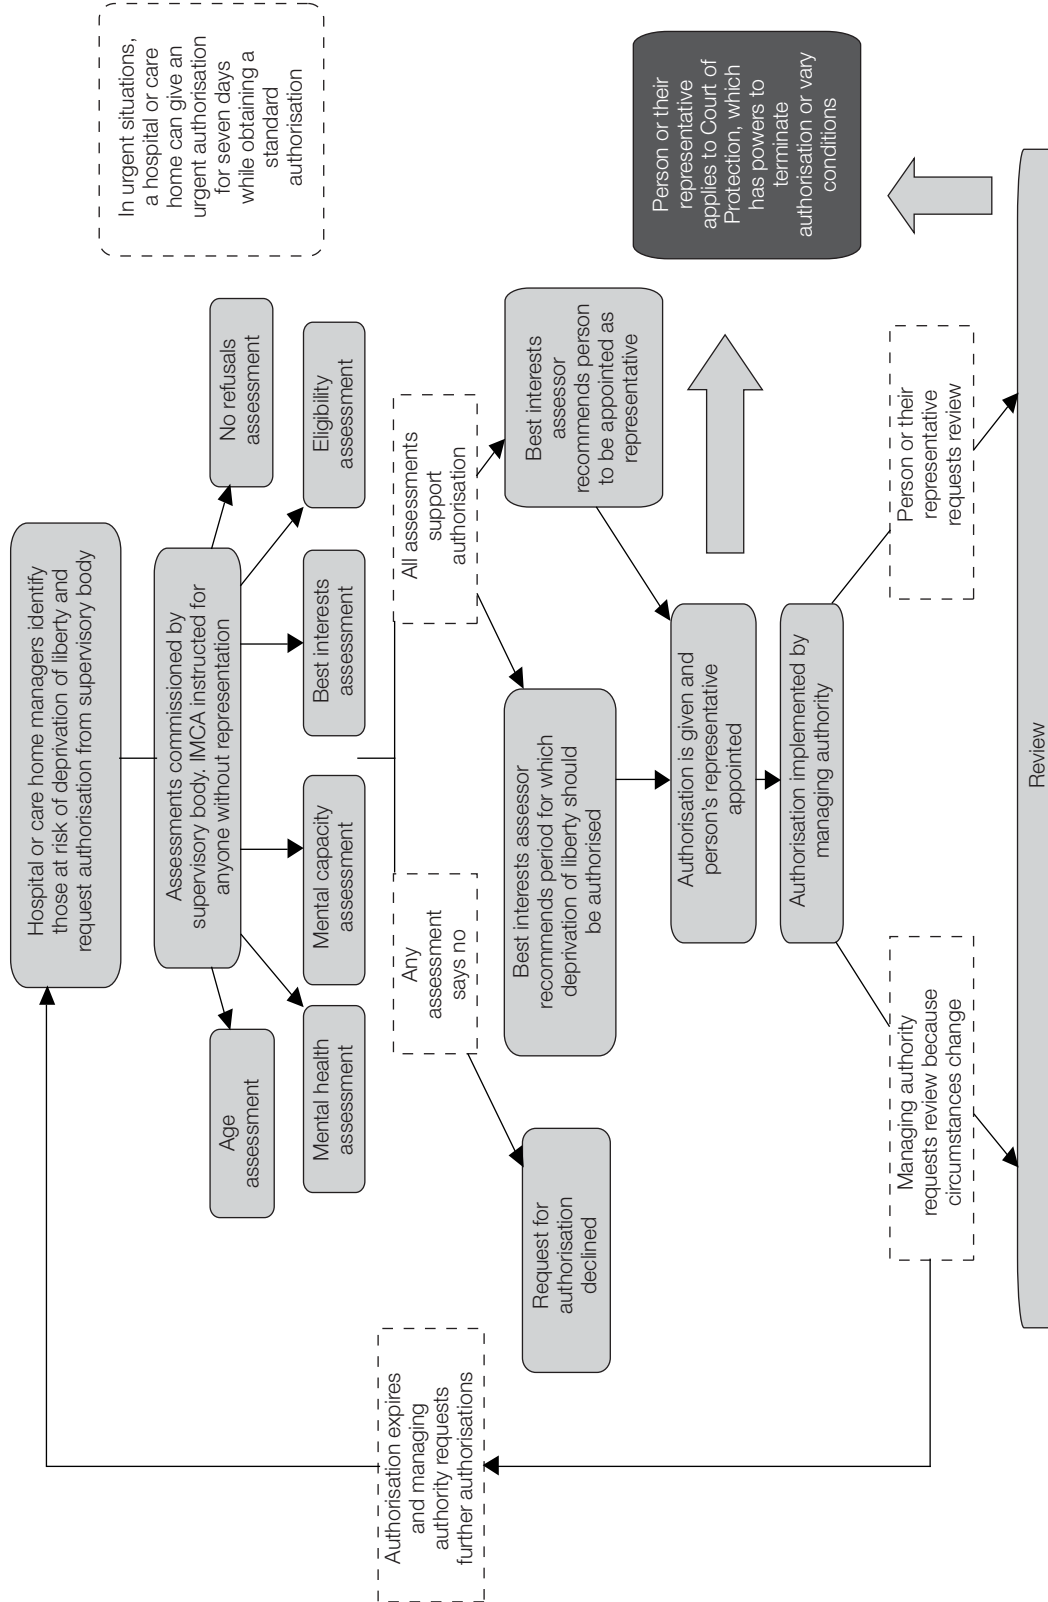 In urgent situations,
a hospital or care
home can give an
urgent authorisation
for seven days
while obtaining a
standard
authorisation
Hospital or care home managers identify
those at risk of deprivation of liberty and
request authorisation from supervisory body
Assessments commissioned by
supervisory body. IMCA instructed for
anyone without representation
Age
assessment
No refusals
assessment
Mental health
assessment
Mental capacity
assessment
Best interests
assessment
Eligibility
assessment
Authorisation expires
and managing
authority requests
further authorisations
Any
assessment
says no
All assessments
support
authorisation
Request for
authorisation
declined
Best interests assessor
recommends period for which
deprivation of liberty should
be authorised
Best interests
assessor
recommends person
to be appointed as
representative
Person or their
representative
applies to Court of
Protection, which
has powers to
terminate
authorisation or vary
conditions
Authorisation is given and
person's representative
appointed
Authorisation implemented by
managing authority
Managing authority
requests review because
circumstances change
Person or their
representative
requests review
Review